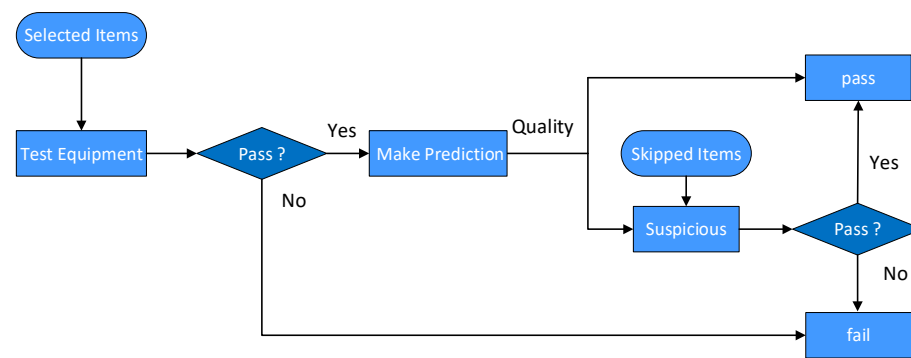 Selected Items
pass
Test Equipment
Pass ?
Yes
Make Prediction
Quality
Skipped Items
No
Suspicious
Yes
Pass ?
No
fail